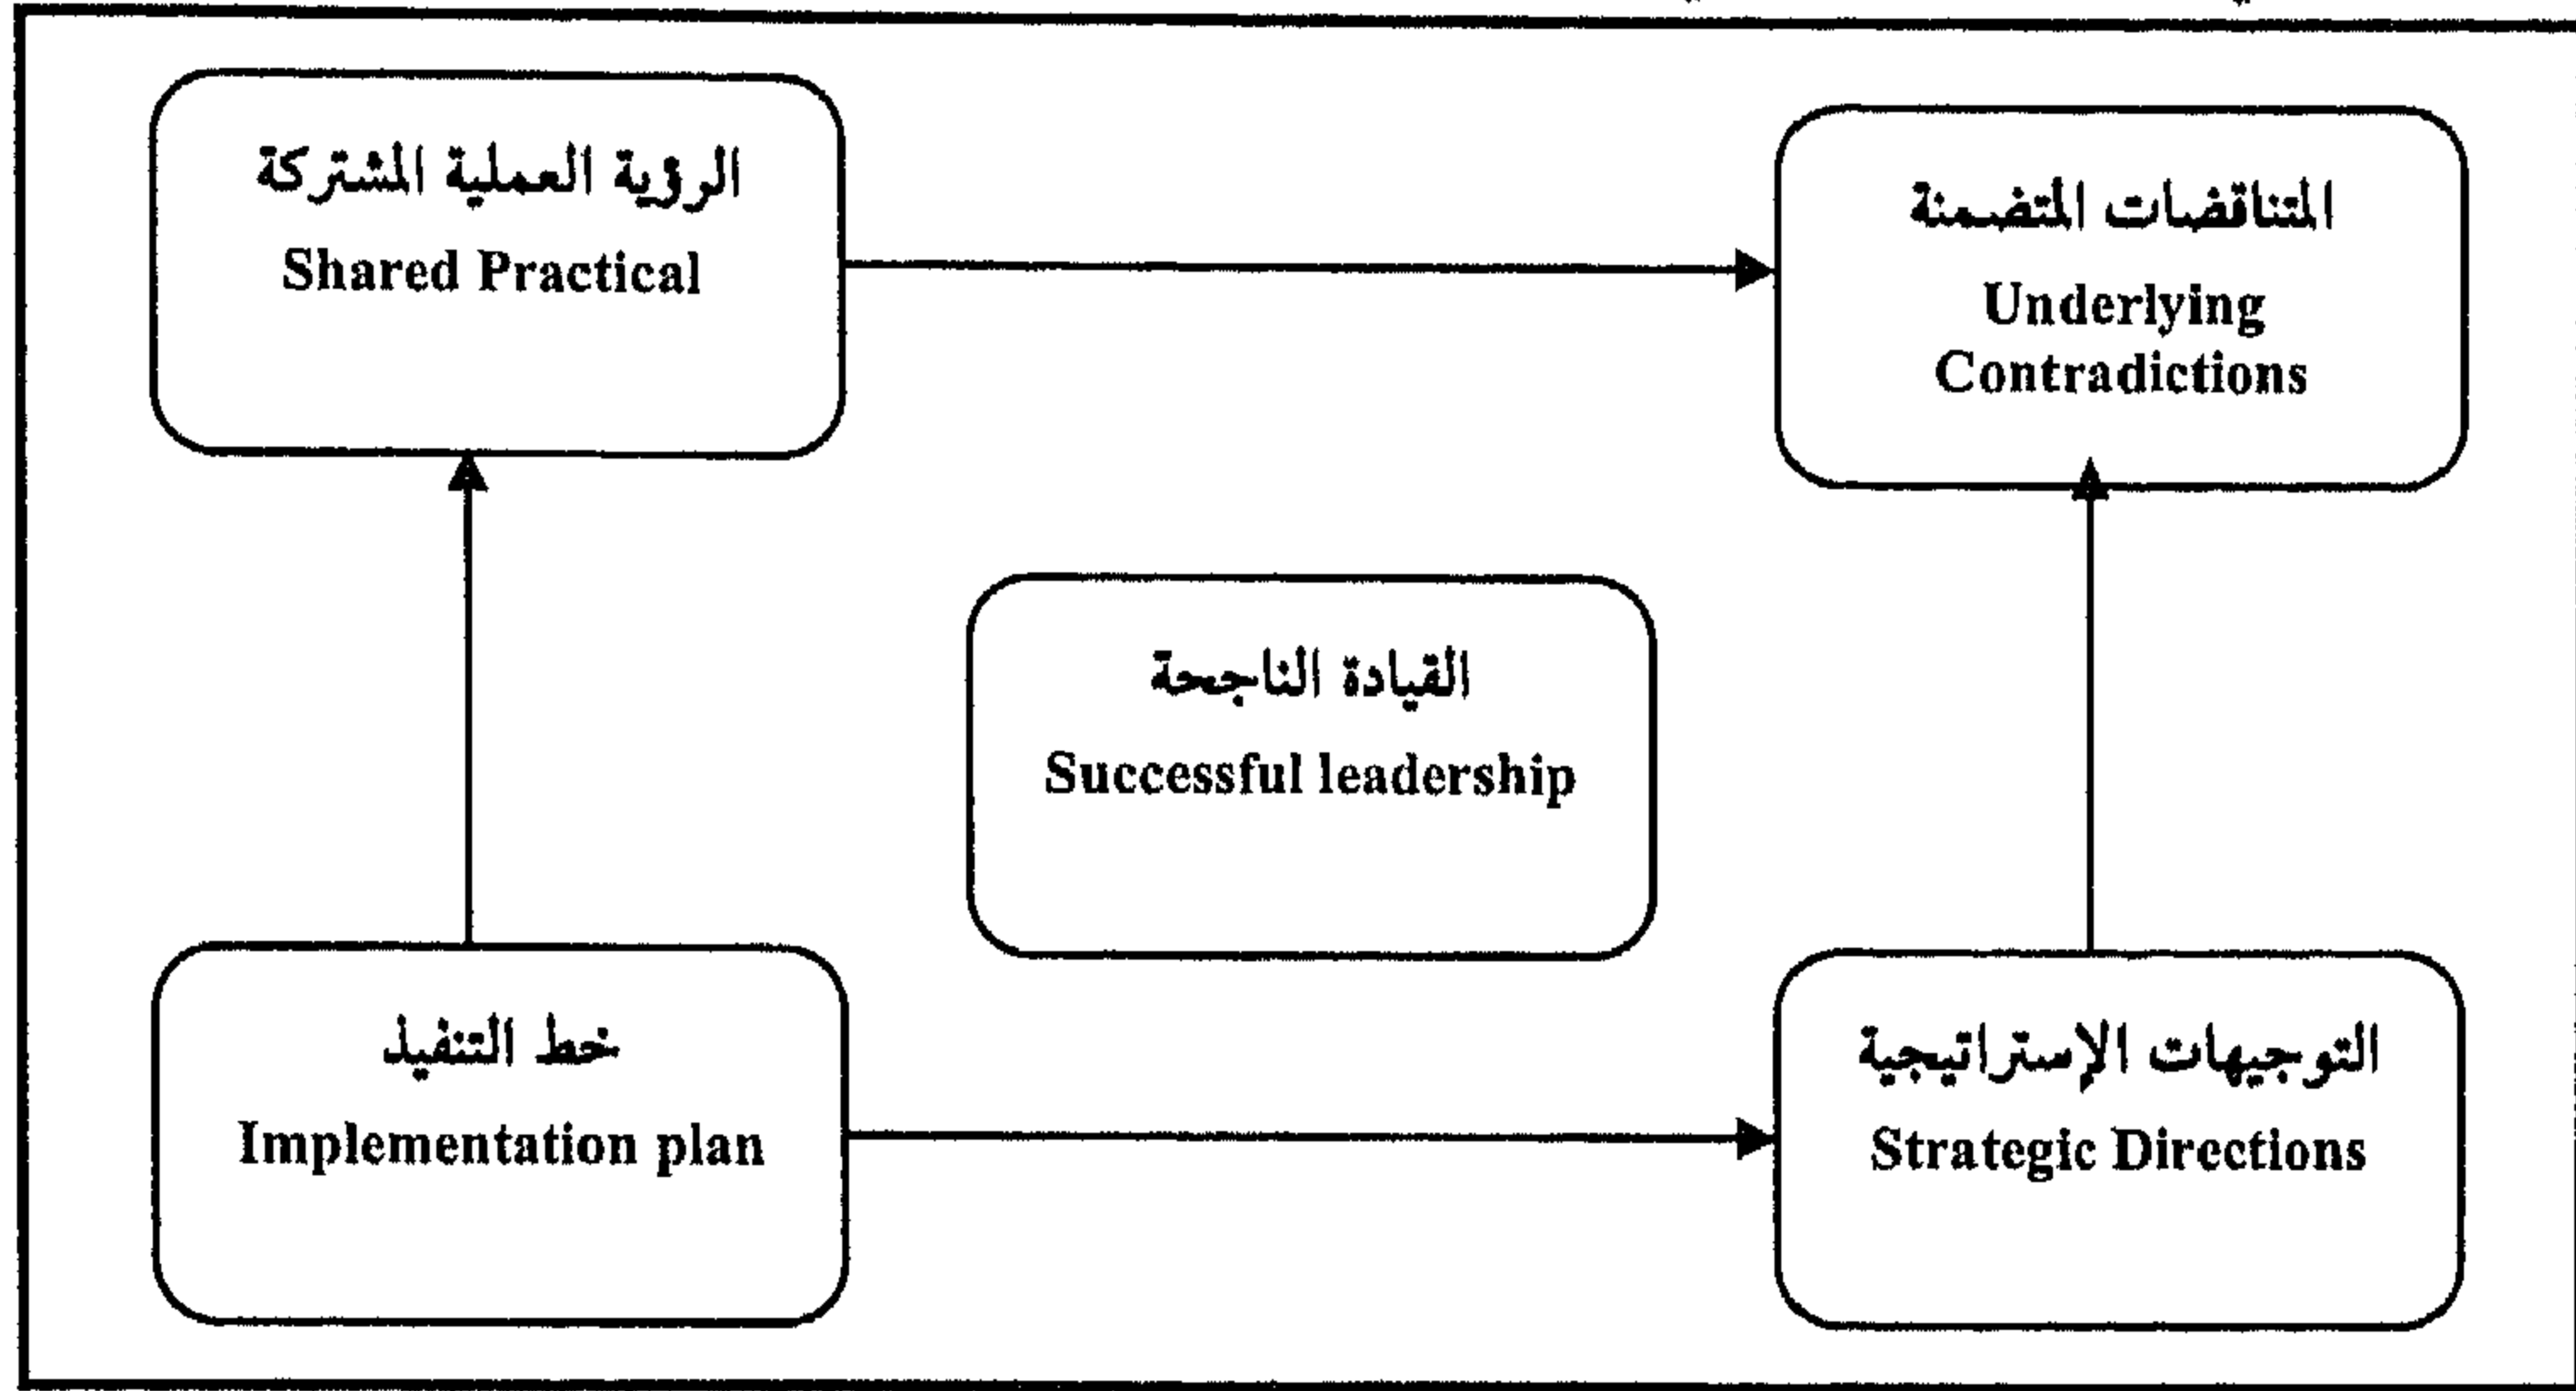 الرؤية العملية المشتركة
Shared Practical
المتناقضات المتضمنة
Underlying
Contradictions
القيادة الناجحة
Successful leadership
خط التنفيذ
Implementation plan
التوجيهات الإستراتيجية
Strategic Directions